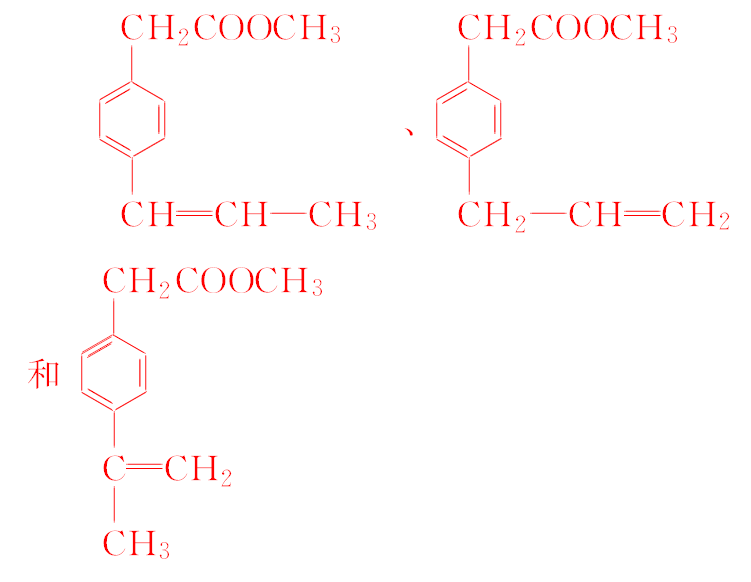 CH₂COOCH₃ 、 CH₂COOCH₃
CH=CH—CH₃ CH₂—CH=CH₂
CH₂COOCH₃
和
C=CH₂
CH₃